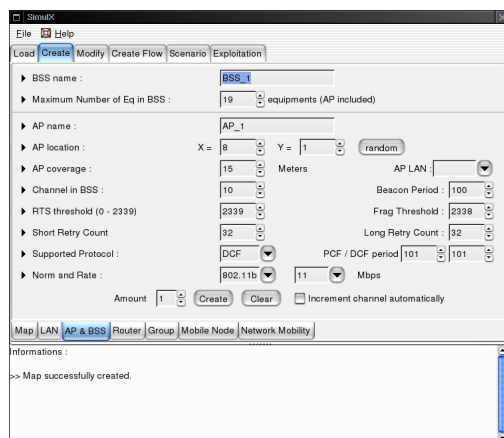 SimulX
File Help
Load Create Modify Create Flow Scenario Exploitation
BSS name : BSS_1
Maximum Number of Eq in BSS : 19 equipments (AP included)
AP name : AP_1
AP location : X = 8 Y = 1 random
AP coverage : 15 Meters AP LAN :
Channel in BSS : 10 Beacon Period : 100
RTS threshold (0 - 2339) 2339 Frag Threshold : 2338
Short Retry Count 32 Long Retry Count : 32
Supported Protocol : DCF PCF / DCF period 101 101
Norm and Rate : 802.11b 11 Mbps
Amount 1 Create Clear Increment channel automatically
Map LAN AP & BSS Router Group Mobile Node Network Mobility
Informations :
>> Map successfully created.